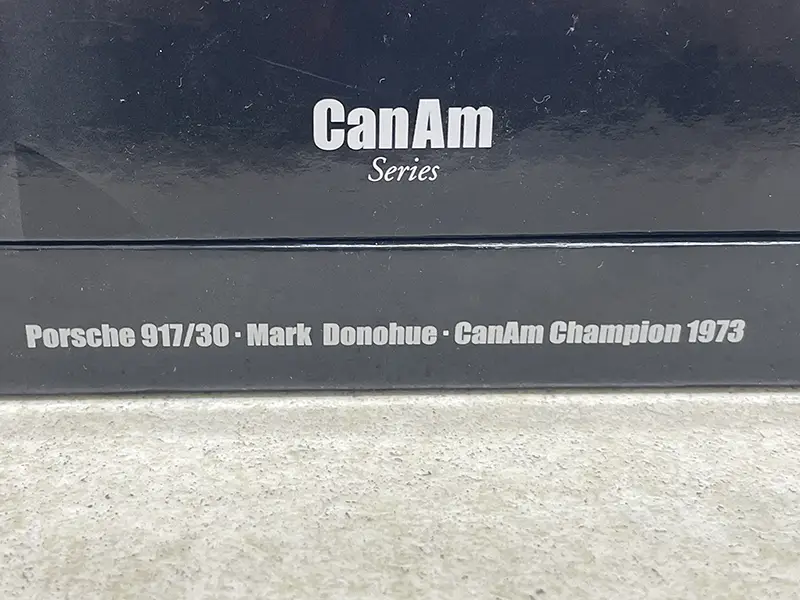 CanAm
Series
Porsche 917/30 · Mark Donohue · CanAm Champion 1973